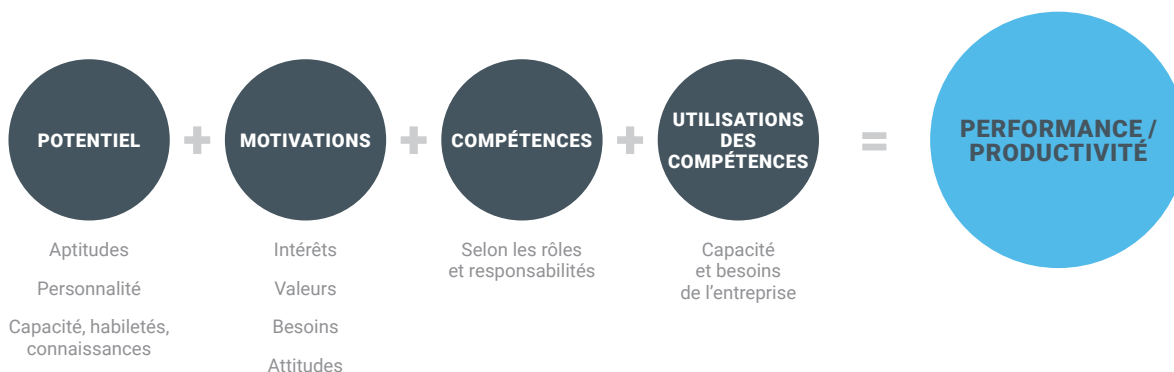 POTENTIEL
+
MOTIVATIONS
+
COMPÉTENCES
+
UTILISATIONS
DES
COMPÉTENCES
=
PERFORMANCE /
PRODUCTIVITÉ
Aptitudes
Personnalité
Capacité, habiletés,
connaissances
Intérêts
Valeurs
Besoins
Attitudes
Selon les rôles
et responsabilités
Capacité
et besoins
de l’entreprise